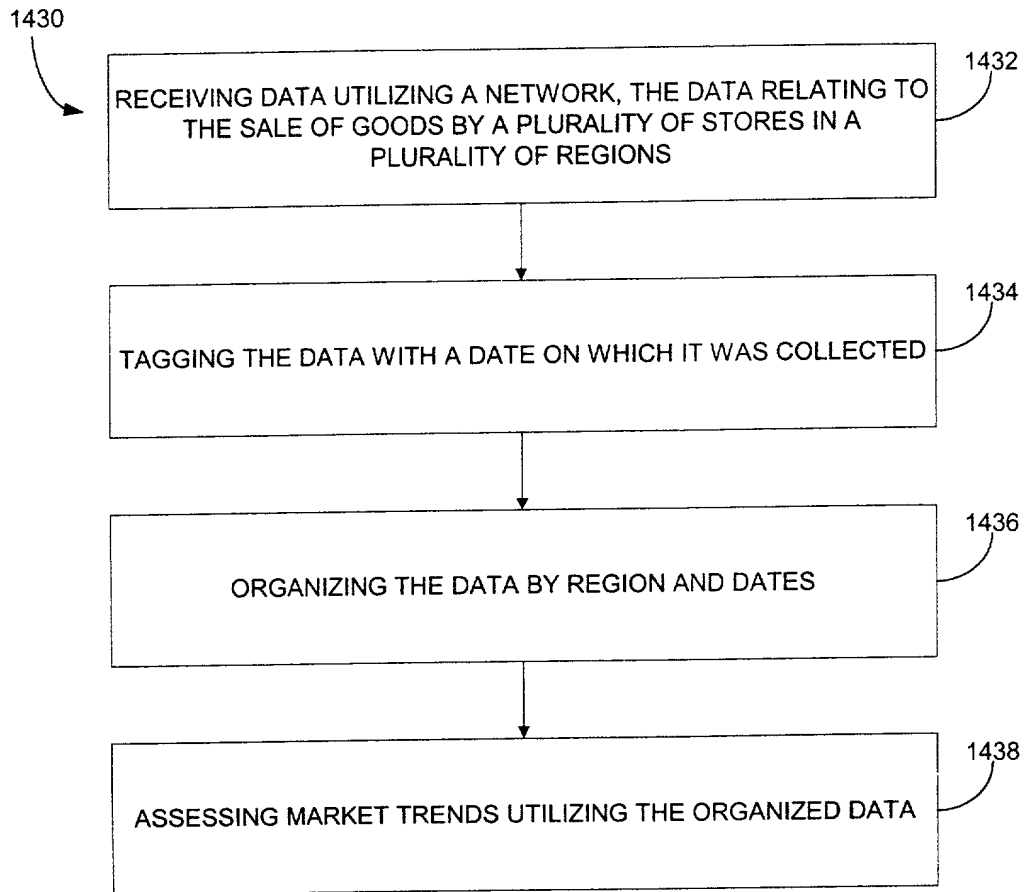 1430
1432
RECEIVING DATA UTILIZING A NETWORK, THE DATA RELATING TO
THE SALE OF GOODS BY A PLURALITY OF STORES IN A
PLURALITY OF REGIONS
1434
TAGGING THE DATA WITH A DATE ON WHICH IT WAS COLLECTED
1436
ORGANIZING THE DATA BY REGION AND DATES
1438
ASSESSING MARKET TRENDS UTILIZING THE ORGANIZED DATA